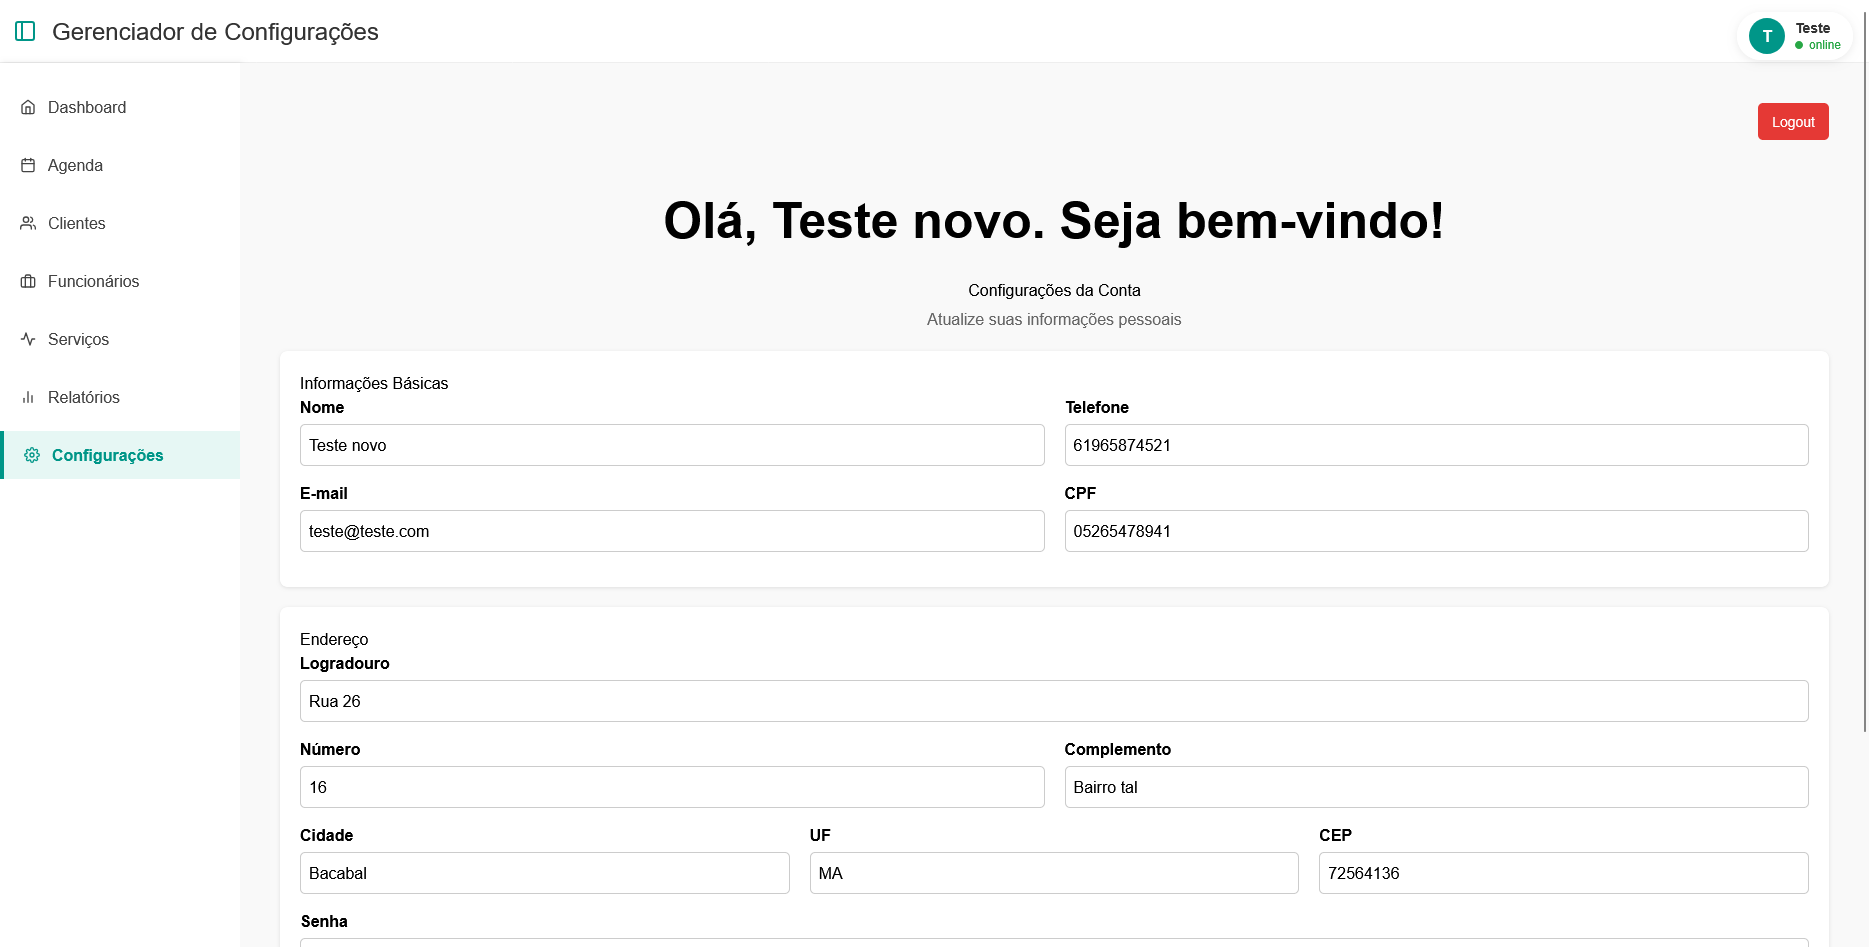 Gerenciador de Configurações
T
Teste
online
Dashboard
Agenda
Clientes
Funcionários
Serviços
Relatórios
Configurações
Logout
Olá, Teste novo. Seja bem-vindo!
Configurações da Conta
Atualize suas informações pessoais
Informações Básicas
Nome
Telefone
Teste novo
61965874521
E-mail
CPF
teste@teste.com
05265478941
Endereço
Logradouro
Rua 26
Número
Complemento
16
Bairro tal
Cidade
UF
CEP
Bacabal
MA
72564136
Senha